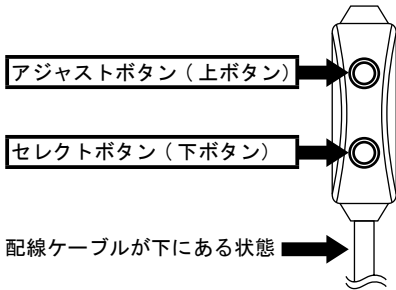 アジャストボタン ( 上ボタン)
セレクトボタン ( 下ボタン)
配線ケーブルが下にある状態